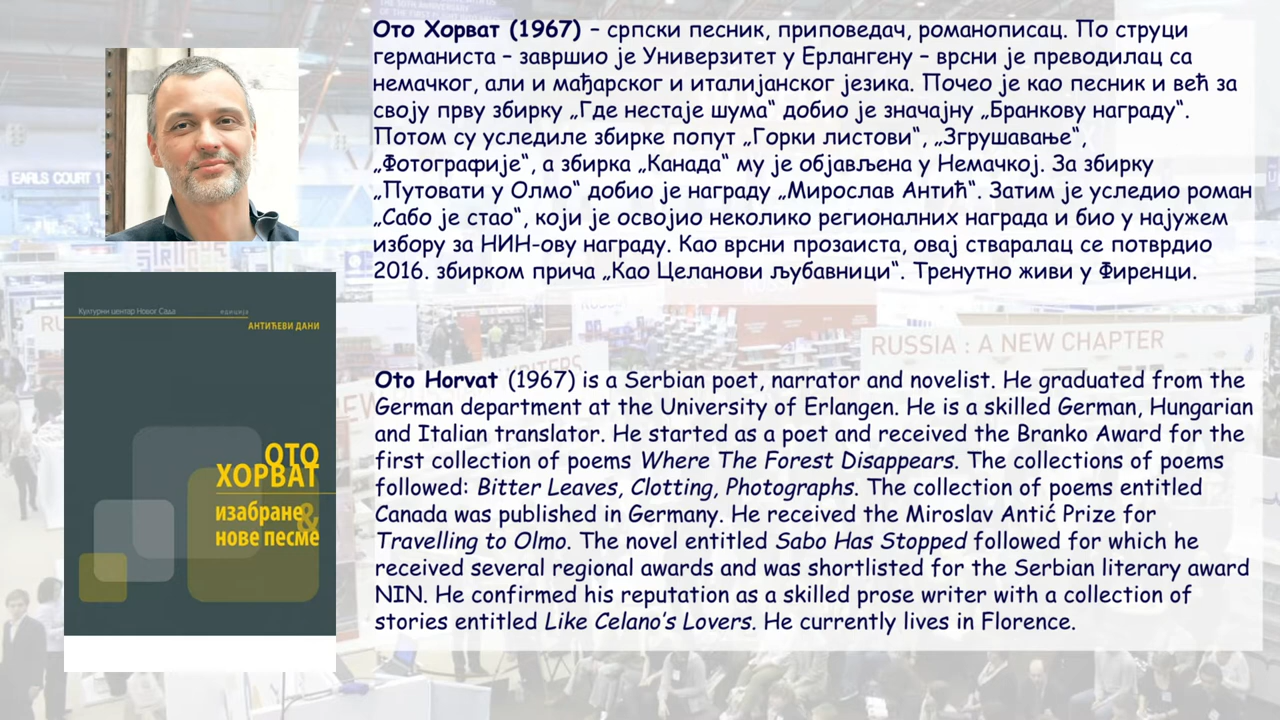 Ото Хорват (1967) – српски песник, приповедач, романописац. По струци
германиста – завршио је Универзитет у Ерлангену – врсни је преводилац са
немачког, али и мађарског и италијанског језика. Почео је као песник и већ за
своју прву збирку „Где нестаје шума“ добио је значајну „Бранкову награду“.
Потом су уследиле збирке попут „Горки листови“, „Згрушавање“,
„Фотографије“, а збирка „Канада“ му је објављена у Немачкој. За збирку
„Путовати у Олмо“ добио је награду „Мирослав Антић“. Затим је уследио роман
„Сабо је стао“, који је освојио неколико регионалних награда и био у најужем
избору за НИН-ову награду. Као врсни прозаиста, овај стваралац се потврдио
2016. збирком прича „Као Целанови љубавници“. Тренутно живи у Фиренци.
EARLS COURT 1
Културни центар Новог Сада
едиција
АНТИЋЕВИ ДАНИ
ОТО
ХОРВАТ
изабране &
нове песме
RUSSIA : A NEW CHAPTER
Oto Horvat (1967) is a Serbian poet, narrator and novelist. He graduated from the
German department at the University of Erlangen. He is a skilled German, Hungarian
and Italian translator. He started as a poet and received the Branko Award for the
first collection of poems Where The Forest Disappears. The collections of poems
followed: Bitter Leaves, Clotting, Photographs. The collection of poems entitled
Canada was published in Germany. He received the Miroslav Antić Prize for
Travelling to Olmo. The novel entitled Sabo Has Stopped followed for which he
received several regional awards and was shortlisted for the Serbian literary award
NIN. He confirmed his reputation as a skilled prose writer with a collection of
stories entitled Like Celano’s Lovers. He currently lives in Florence.